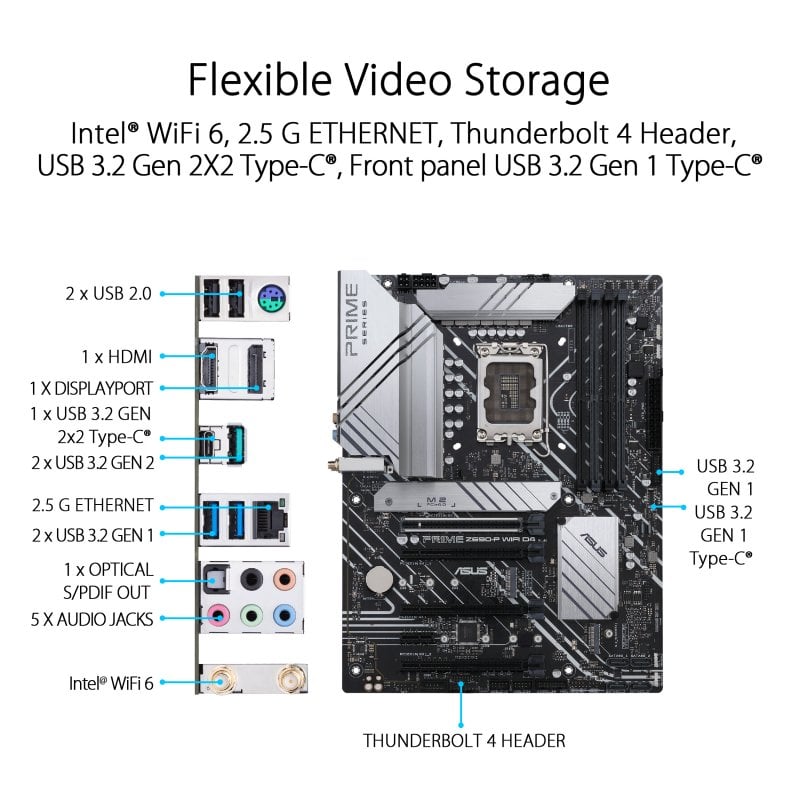 Flexible Video Storage
Intel® WiFi 6, 2.5 G ETHERNET, Thunderbolt 4 Header,
USB 3.2 Gen 2X2 Type-C®, Front panel USB 3.2 Gen 1 Type-C®
2 x USB 2.0
1 x HDMI
1 X DISPLAYPORT
1 x USB 3.2 GEN
2x2 Type-C®
2 x USB 3.2 GEN 2
2.5 G ETHERNET
2 x USB 3.2 GEN 1
1 x OPTICAL
S/PDIF OUT
5 X AUDIO JACKS
Intel® WiFi 6
PRIME
SERIES
M.2
PRIME Z690-P WIFI D4
ASUS
ASUS
USB 3.2
GEN 1
USB 3.2
GEN 1
Type-C®
THUNDERBOLT 4 HEADER